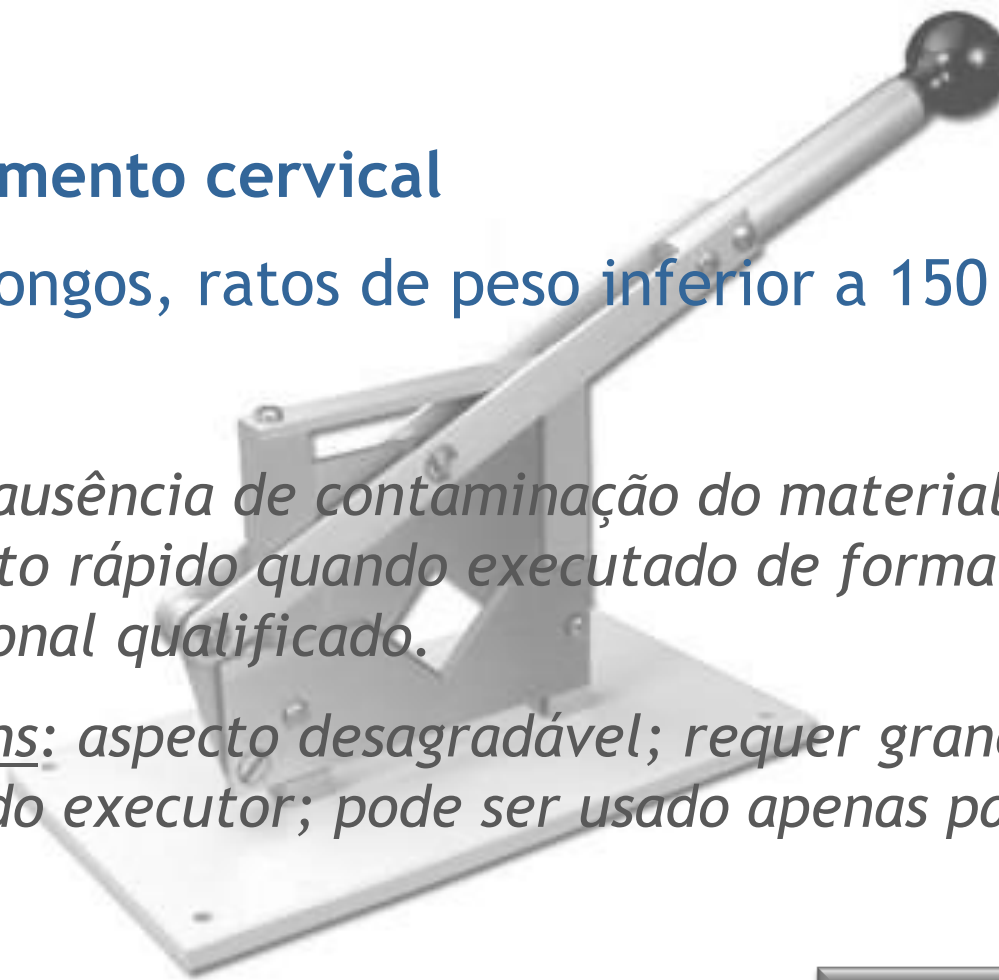 mento cervical
ongos, ratos de peso inferior a 150
ausência de contaminação do material
to rápido quando executado de forma
onal qualificado.
ns: aspecto desagradável; requer gran
do executor; pode ser usado apenas pa